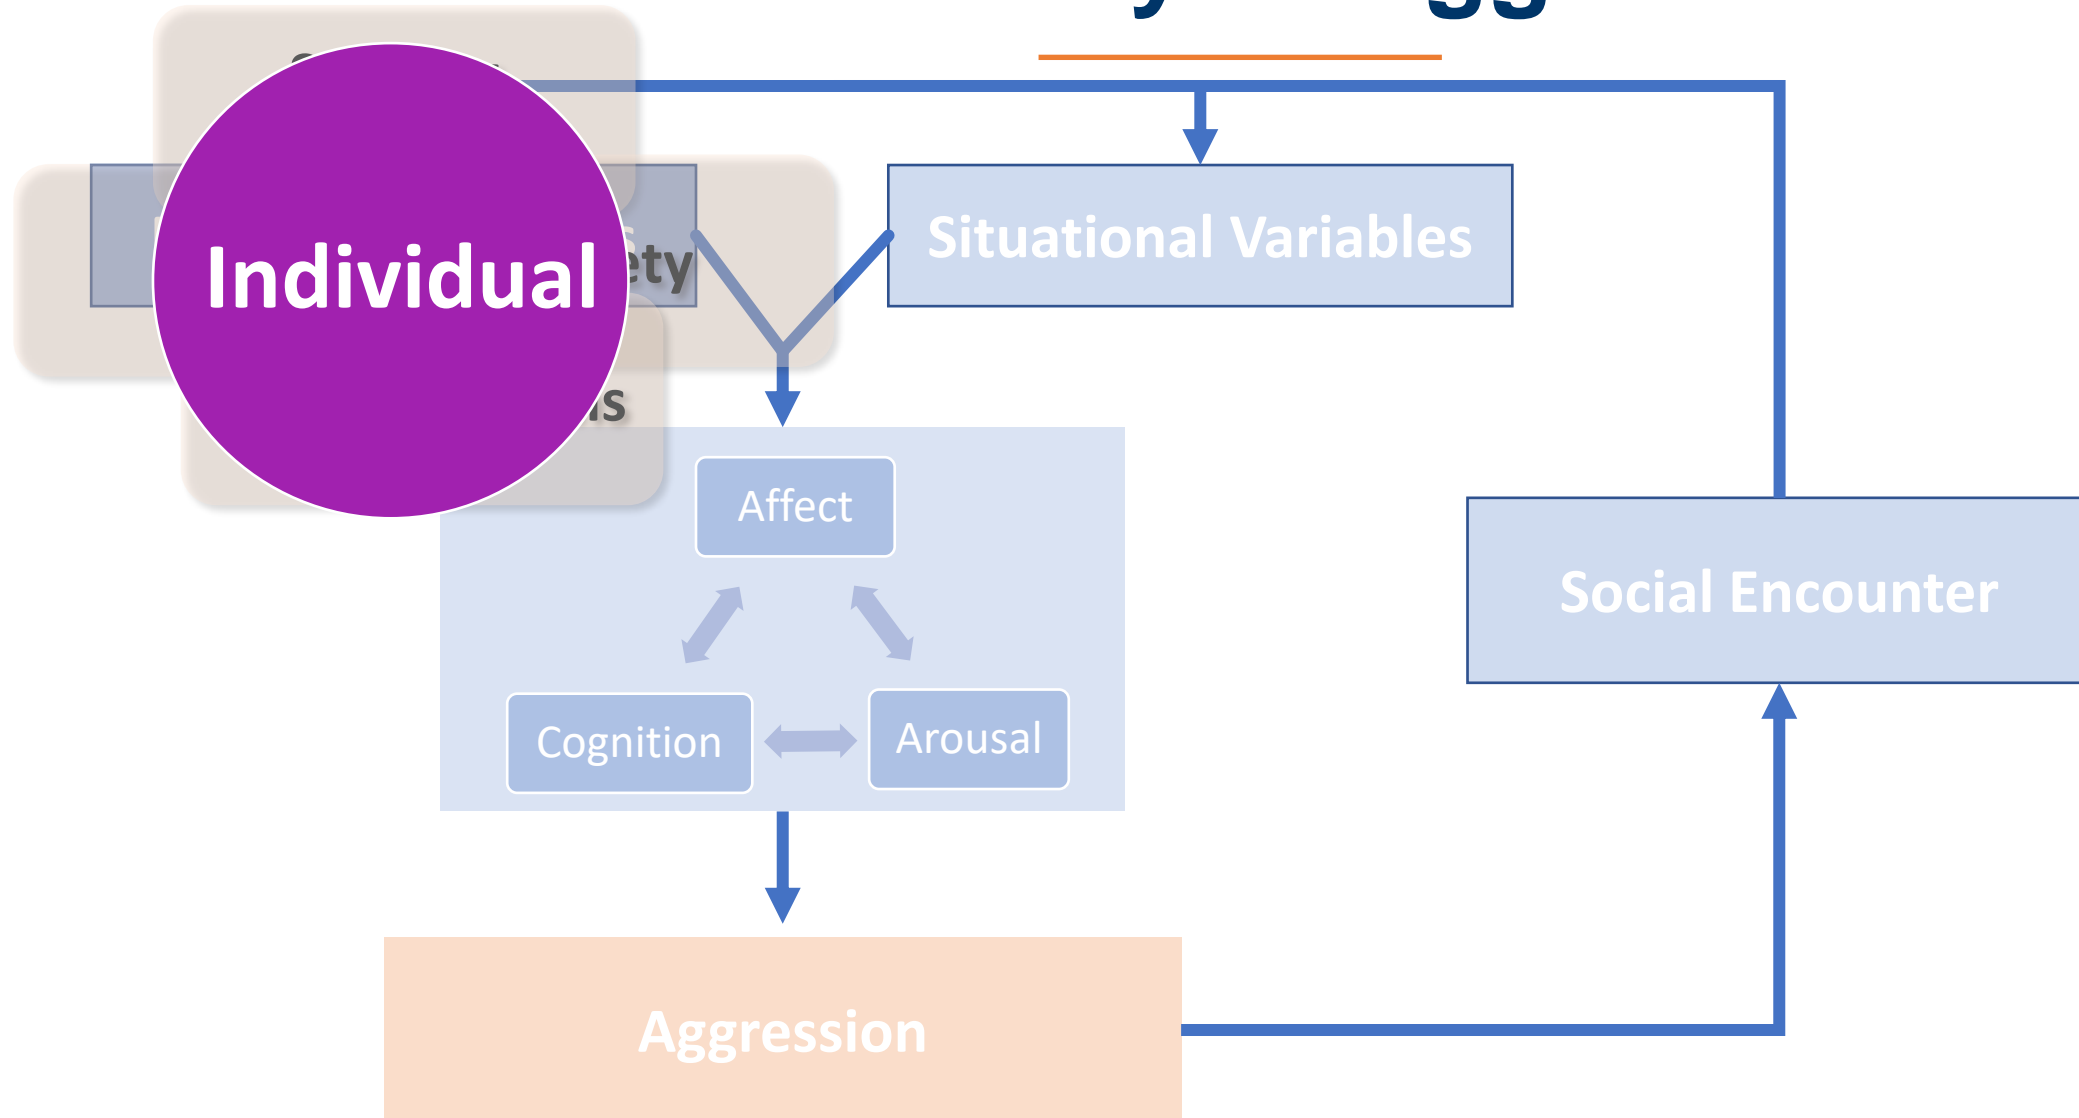 Situational Variables
Individual
Affect
Social Encounter
Cognition
Arousal
Aggression